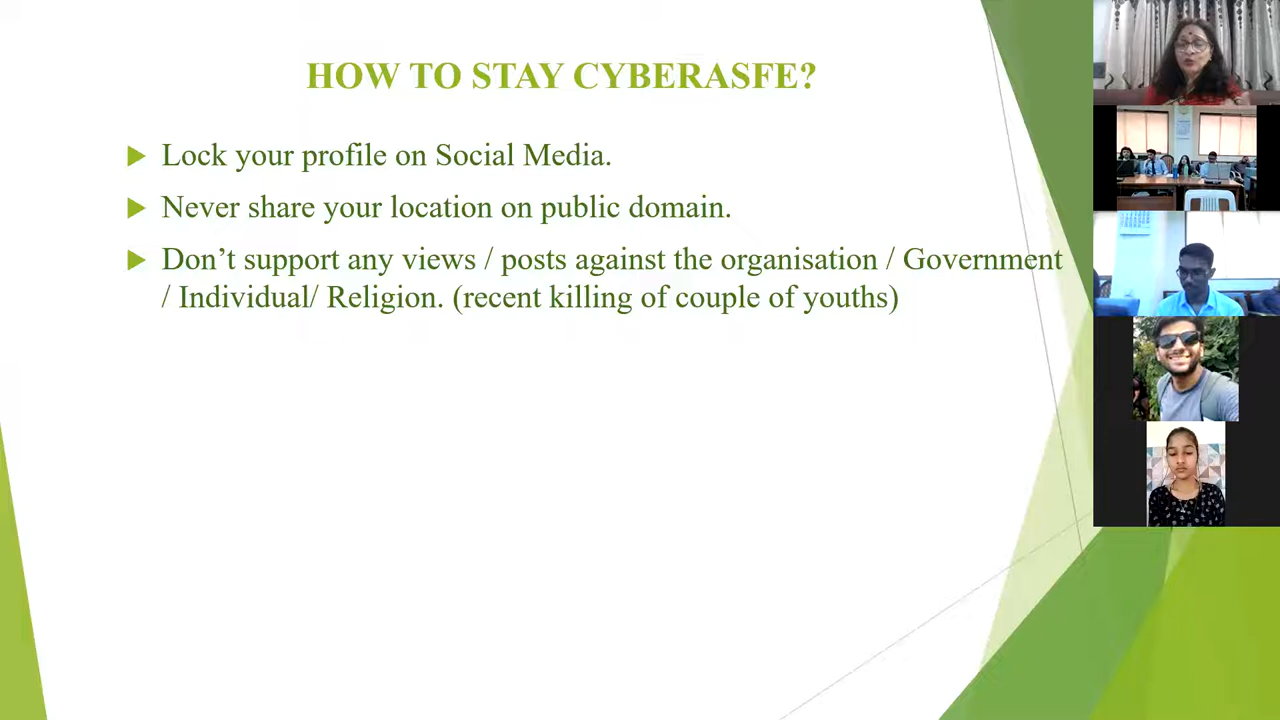 HOW TO STAY CYBERASFE?
Lock your profile on Social Media.
Never share your location on public domain.
Don’t support any views / posts against the organisation / Government
/ Individual/ Religion. (recent killing of couple of youths)